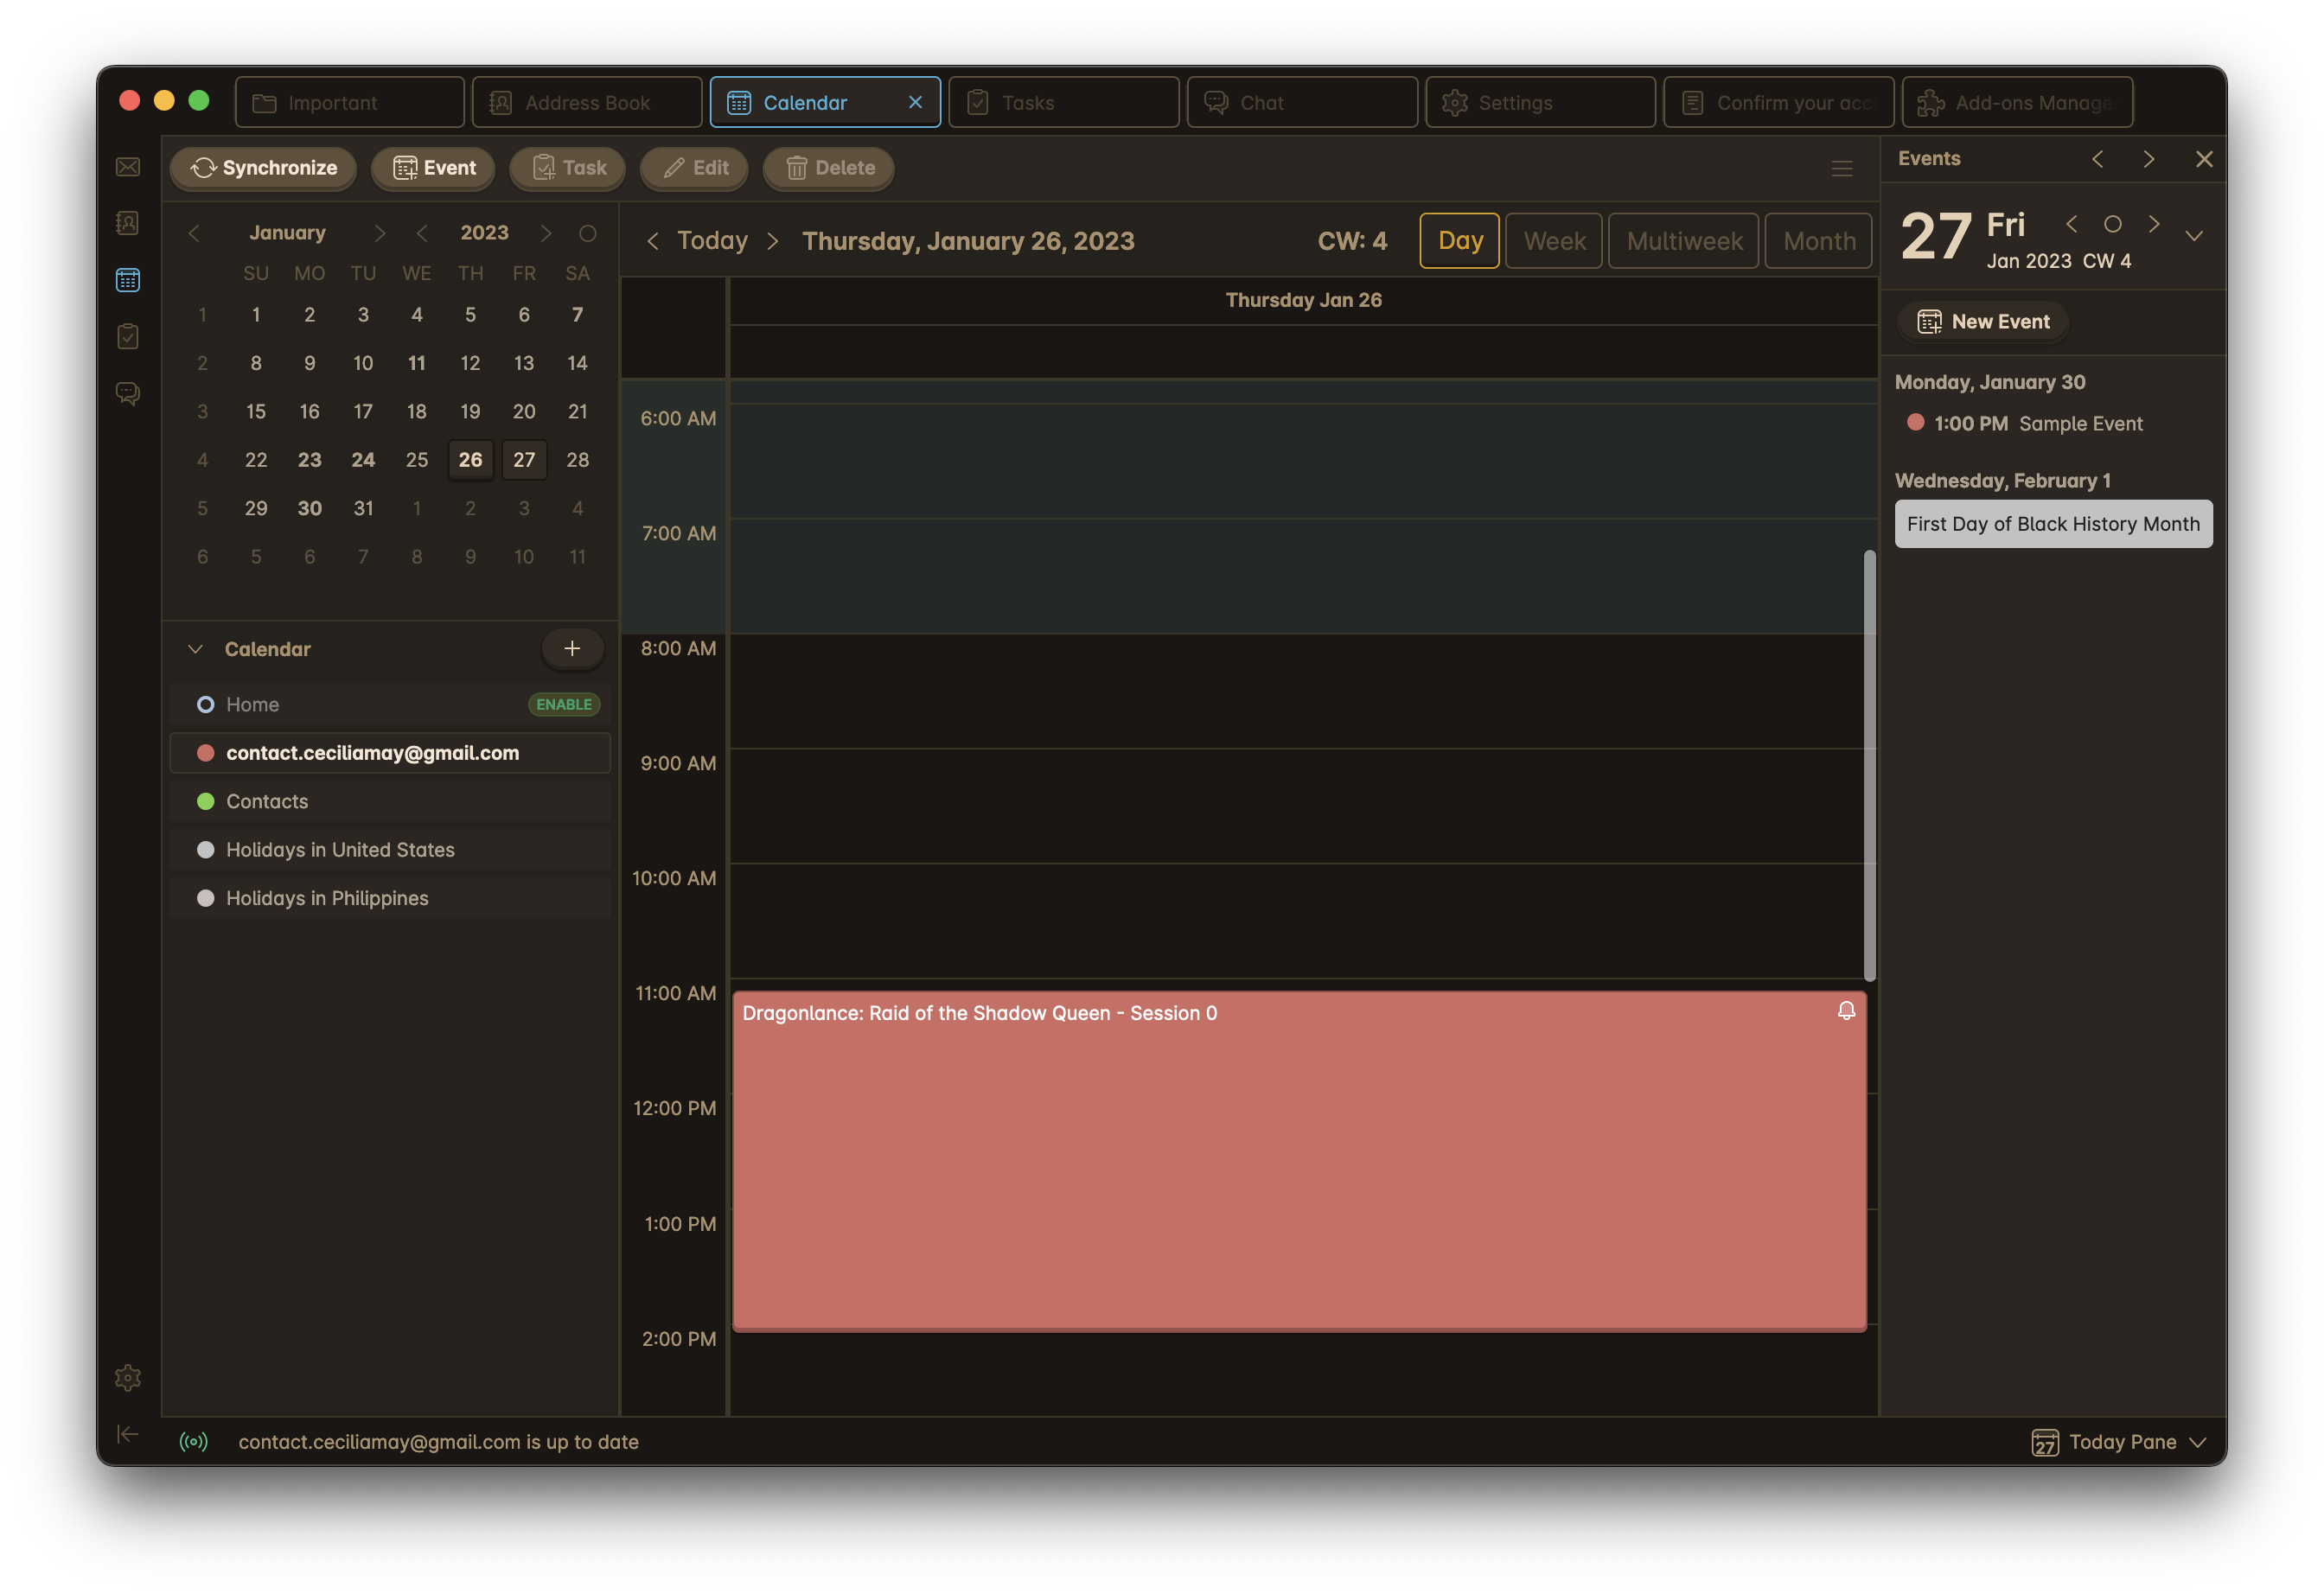 Important
Address Book
Calendar
Tasks
Chat
Settings
Confirm your acc
Add-ons Manage
Synchronize
Event
Task
Edit
Delete
January 2023
SU MO TU WE TH FR SA
1 1 2 3 4 5 6 7
2 8 9 10 11 12 13 14
3 15 16 17 18 19 20 21
4 22 23 24 25 26 27 28
5 29 30 31 1 2 3 4
6 5 6 7 8 9 10 11
Calendar
Home ENABLE
contact.ceciliamay@gmail.com
Contacts
Holidays in United States
Holidays in Philippines
Today Thursday, January 26, 2023 CW: 4 Day Week Multiweek Month
Thursday Jan 26
6:00 AM
7:00 AM
8:00 AM
9:00 AM
10:00 AM
11:00 AM
Dragonlance: Raid of the Shadow Queen - Session 0
12:00 PM
1:00 PM
2:00 PM
Events
27 Fri
Jan 2023 CW 4
New Event
Monday, January 30
1:00 PM Sample Event
Wednesday, February 1
First Day of Black History Month
contact.ceciliamay@gmail.com is up to date
27 Today Pane